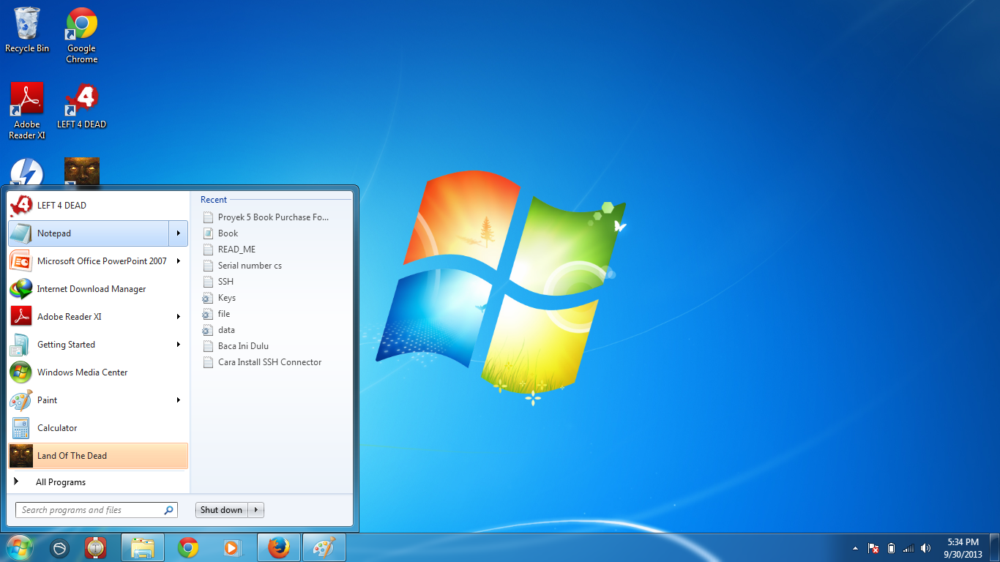 Recycle Bin
Google
Chrome
Adobe
Reader XI
4
LEFT 4 DEAD
4
LEFT 4 DEAD
Notepad
Microsoft Office PowerPoint 2007
Internet Download Manager
Adobe Reader XI
Getting Started
Windows Media Center
Paint
Calculator
Land Of The Dead
All Programs
Search programs and files
Recent
Proyek 5 Book Purchase Fo...
Book
READ_ME
Serial number cs
SSH
Keys
file
data
Baca Ini Dulu
Cara Install SSH Connector
Shut down
5:34 PM
9/30/2013